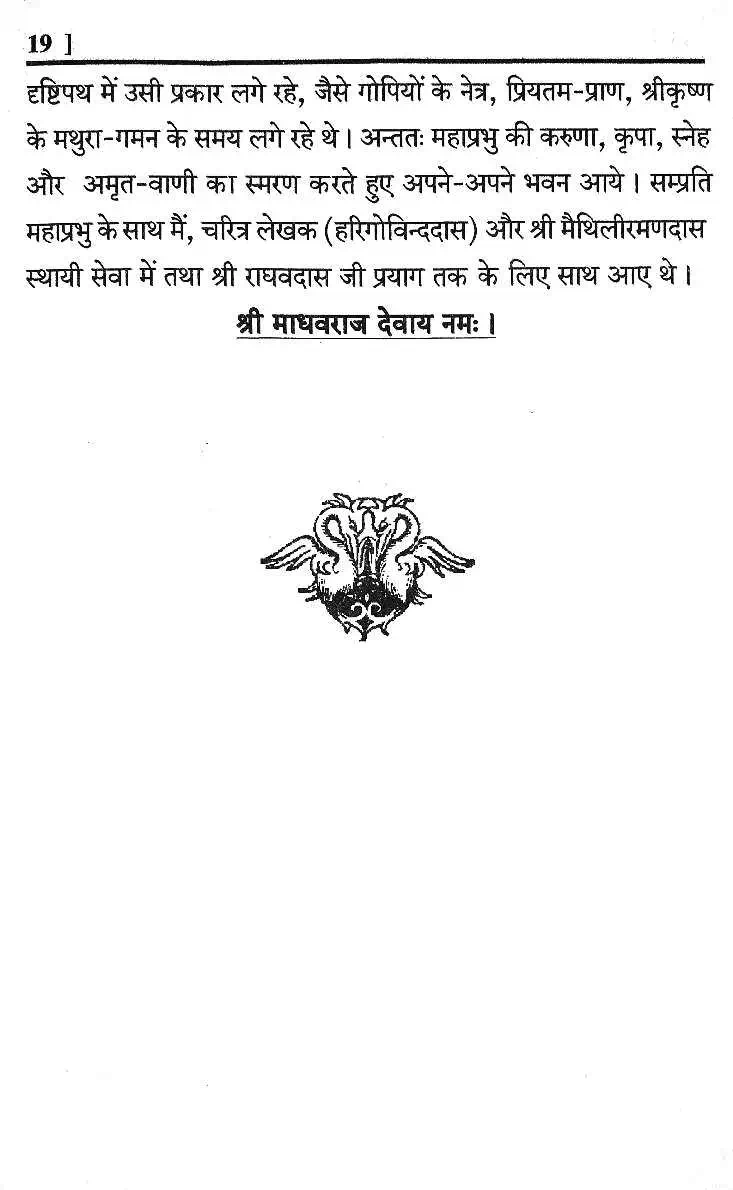 19 ]
दृष्टिपथ में उसी प्रकार लगे रहे, जैसे गोपियों के नेत्र, प्रियतम-प्राण, श्रीकृष्ण
के मथुरा-गमन के समय लगे रहे थे। अन्ततः महाप्रभु की करुणा, कृपा, स्नेह
और अमृत-वाणी का स्मरण करते हुए अपने-अपने भवन आये। सम्प्रति
महाप्रभु के साथ मैं, चरित्र लेखक (हरिगोविन्ददास) और श्री मैथिलीरमणदास
स्थायी सेवा में तथा श्री राघवदास जी प्रयाग तक के लिए साथ आए थे।
श्री माधवराज देवाय नमः।